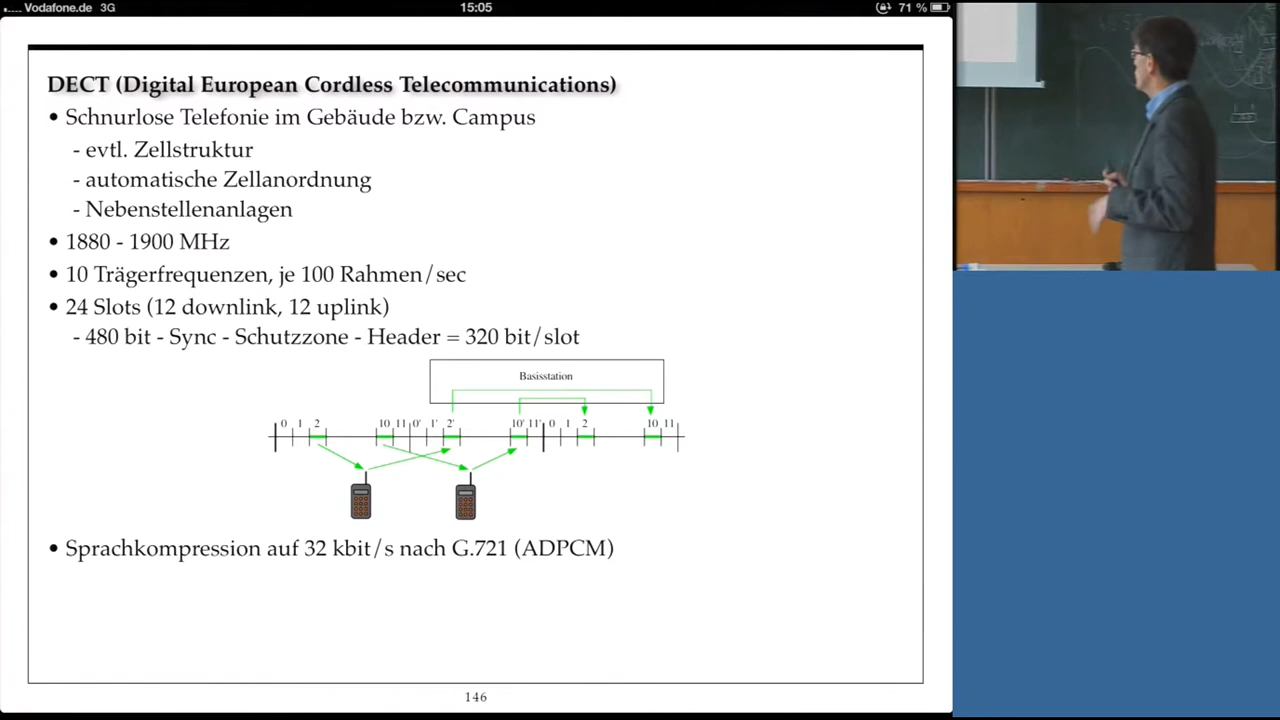 Vodafone.de 3G 15:05 71 %
DECT (Digital European Cordless Telecommunications)
• Schnurlose Telefonie im Gebäude bzw. Campus
- evtl. Zellstruktur
- automatische Zellanordnung
- Nebenstellenanlagen
• 1880 - 1900 MHz
• 10 Trägerfrequenzen, je 100 Rahmen/sec
• 24 Slots (12 downlink, 12 uplink)
- 480 bit - Sync - Schutzzone - Header = 320 bit/slot
Basisstation
0 1 2 10 11 0' 1' 2' 10' 11' 0 1 2 10 11
• Sprachkompression auf 32 kbit/s nach G.721 (ADPCM)
146